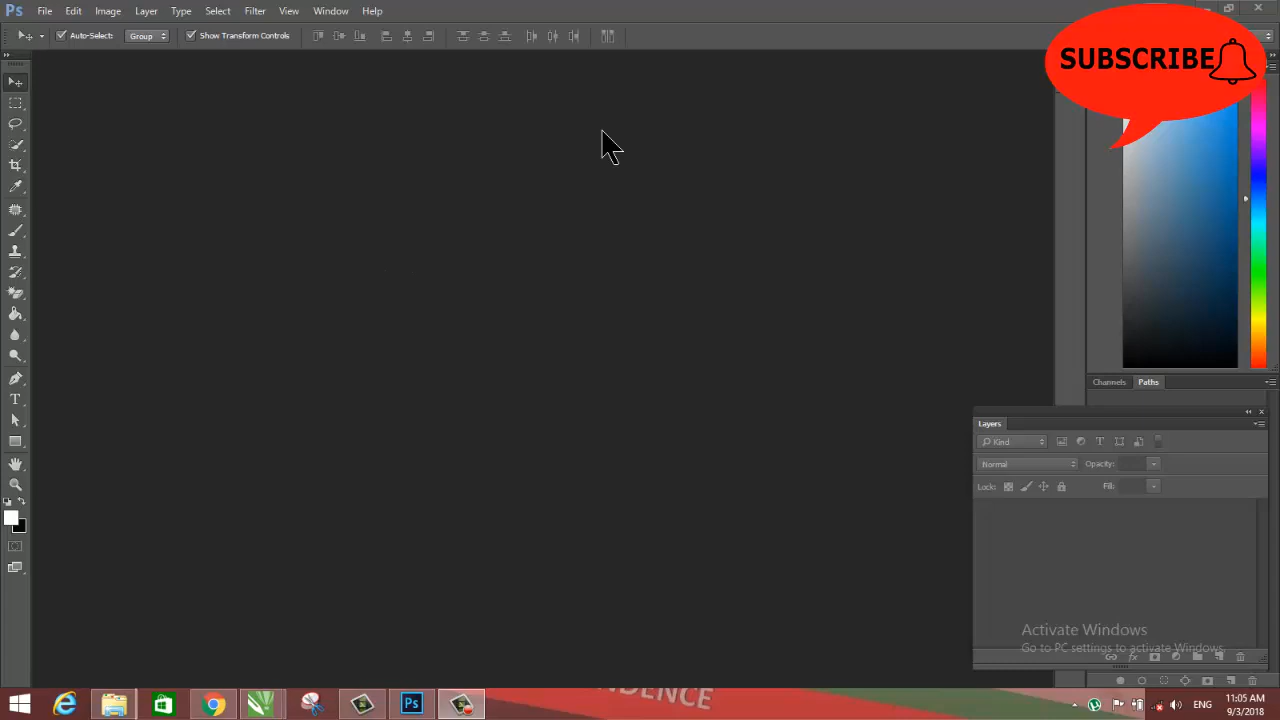 Ps File Edit Image Layer Type Select Filter View Window Help
Auto-Select: Group Show Transform Controls
SUBSCRIBE
Channels Paths
Layers
Kind
Normal Opacity:
Lock: Fill:
Activate Windows
Go to PC settings to activate Windows.
Ps NDENCE ENG 11:05 AM
9/3/2018